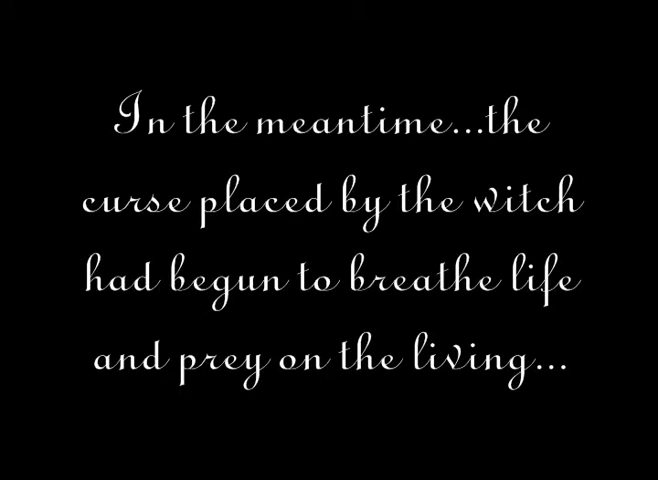 In the meantime...the
curse placed by the witch
had begun to breathe life
and prey on the living...